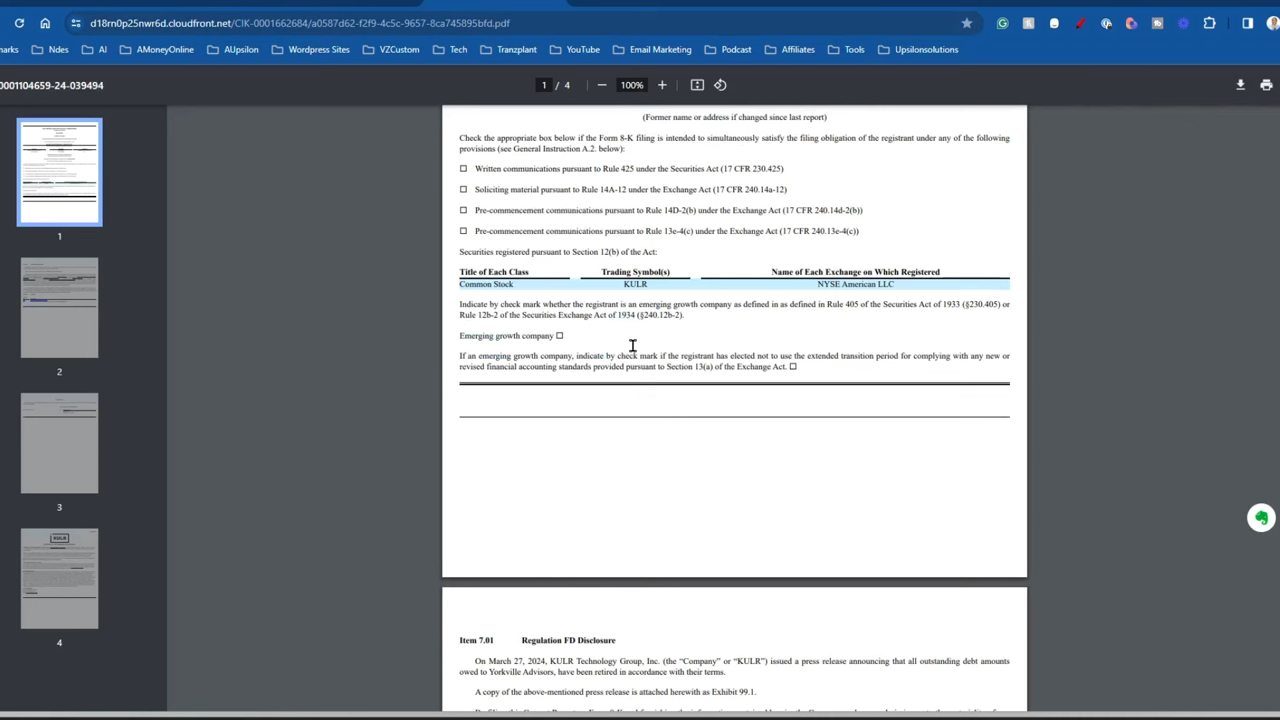 d18rn0p25nwr6d.cloudfront.net/CIK-0001662684/a0587d62-f2f9-4c5c-9657-8ca745895bfd.pdf
arks Ndes AI AMoneyOnline AUpsilon Wordpress Sites VZCustom Tech Tranzplant YouTube Email Marketing Podcast Affiliates Tools Upsilonsolutions
0001104659-24-039494 1 / 4 − 100% +
(Former name or address if changed since last report)
Check the appropriate box below if the Form 8-K filing is intended to simultaneously satisfy the filing obligation of the registrant under any of the following
provisions (see General Instruction A.2. below):
☐ Written communications pursuant to Rule 425 under the Securities Act (17 CFR 230.425)
☐ Soliciting material pursuant to Rule 14A-12 under the Exchange Act (17 CFR 240.14a-12)
☐ Pre-commencement communications pursuant to Rule 14D-2(b) under the Exchange Act (17 CFR 240.14d-2(b))
☐ Pre-commencement communications pursuant to Rule 13e-4(c) under the Exchange Act (17 CFR 240.13e-4(c))
Securities registered pursuant to Section 12(b) of the Act:
Title of Each Class Trading Symbol(s) Name of Each Exchange on Which Registered
Common Stock KULR NYSE American LLC
Indicate by check mark whether the registrant is an emerging growth company as defined in as defined in Rule 405 of the Securities Act of 1933 (§230.405) or
Rule 12b-2 of the Securities Exchange Act of 1934 (§240.12b-2).
Emerging growth company ☐
If an emerging growth company, indicate by check mark if the registrant has elected not to use the extended transition period for complying with any new or
revised financial accounting standards provided pursuant to Section 13(a) of the Exchange Act. ☐
1
2
3
KULR
4
Item 7.01 Regulation FD Disclosure
On March 27, 2024, KULR Technology Group, Inc. (the “Company” or “KULR”) issued a press release announcing that all outstanding debt amounts
owed to Yorkville Advisors, have been retired in accordance with their terms.
A copy of the above-mentioned press release is attached herewith as Exhibit 99.1.